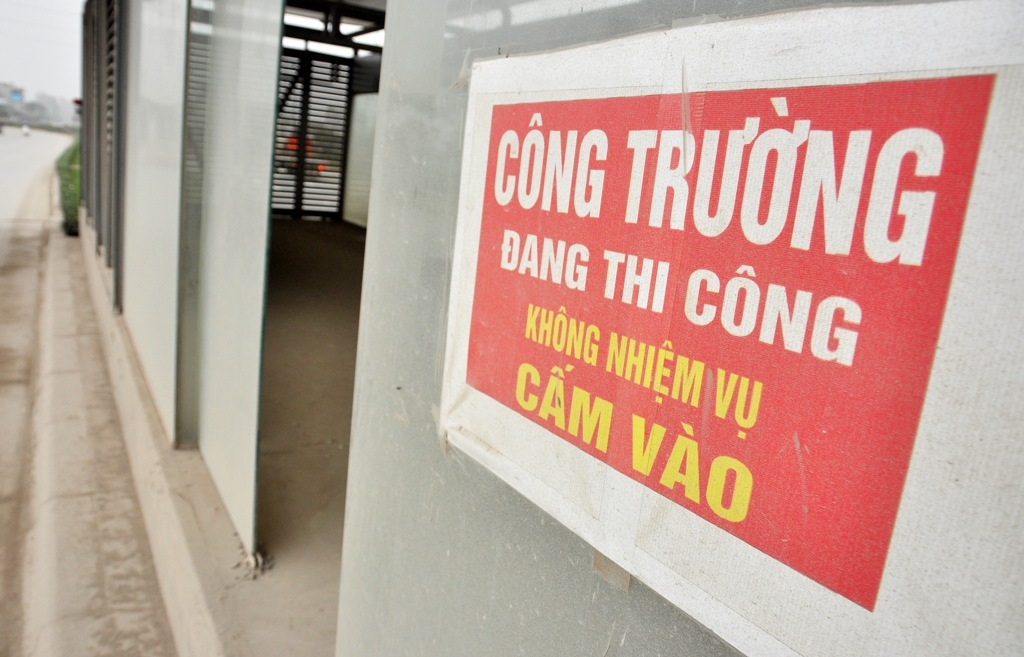 CÔNG TRƯỜNG
ĐANG THI CÔNG
KHÔNG NHIỆM VỤ
CẤM VÀO